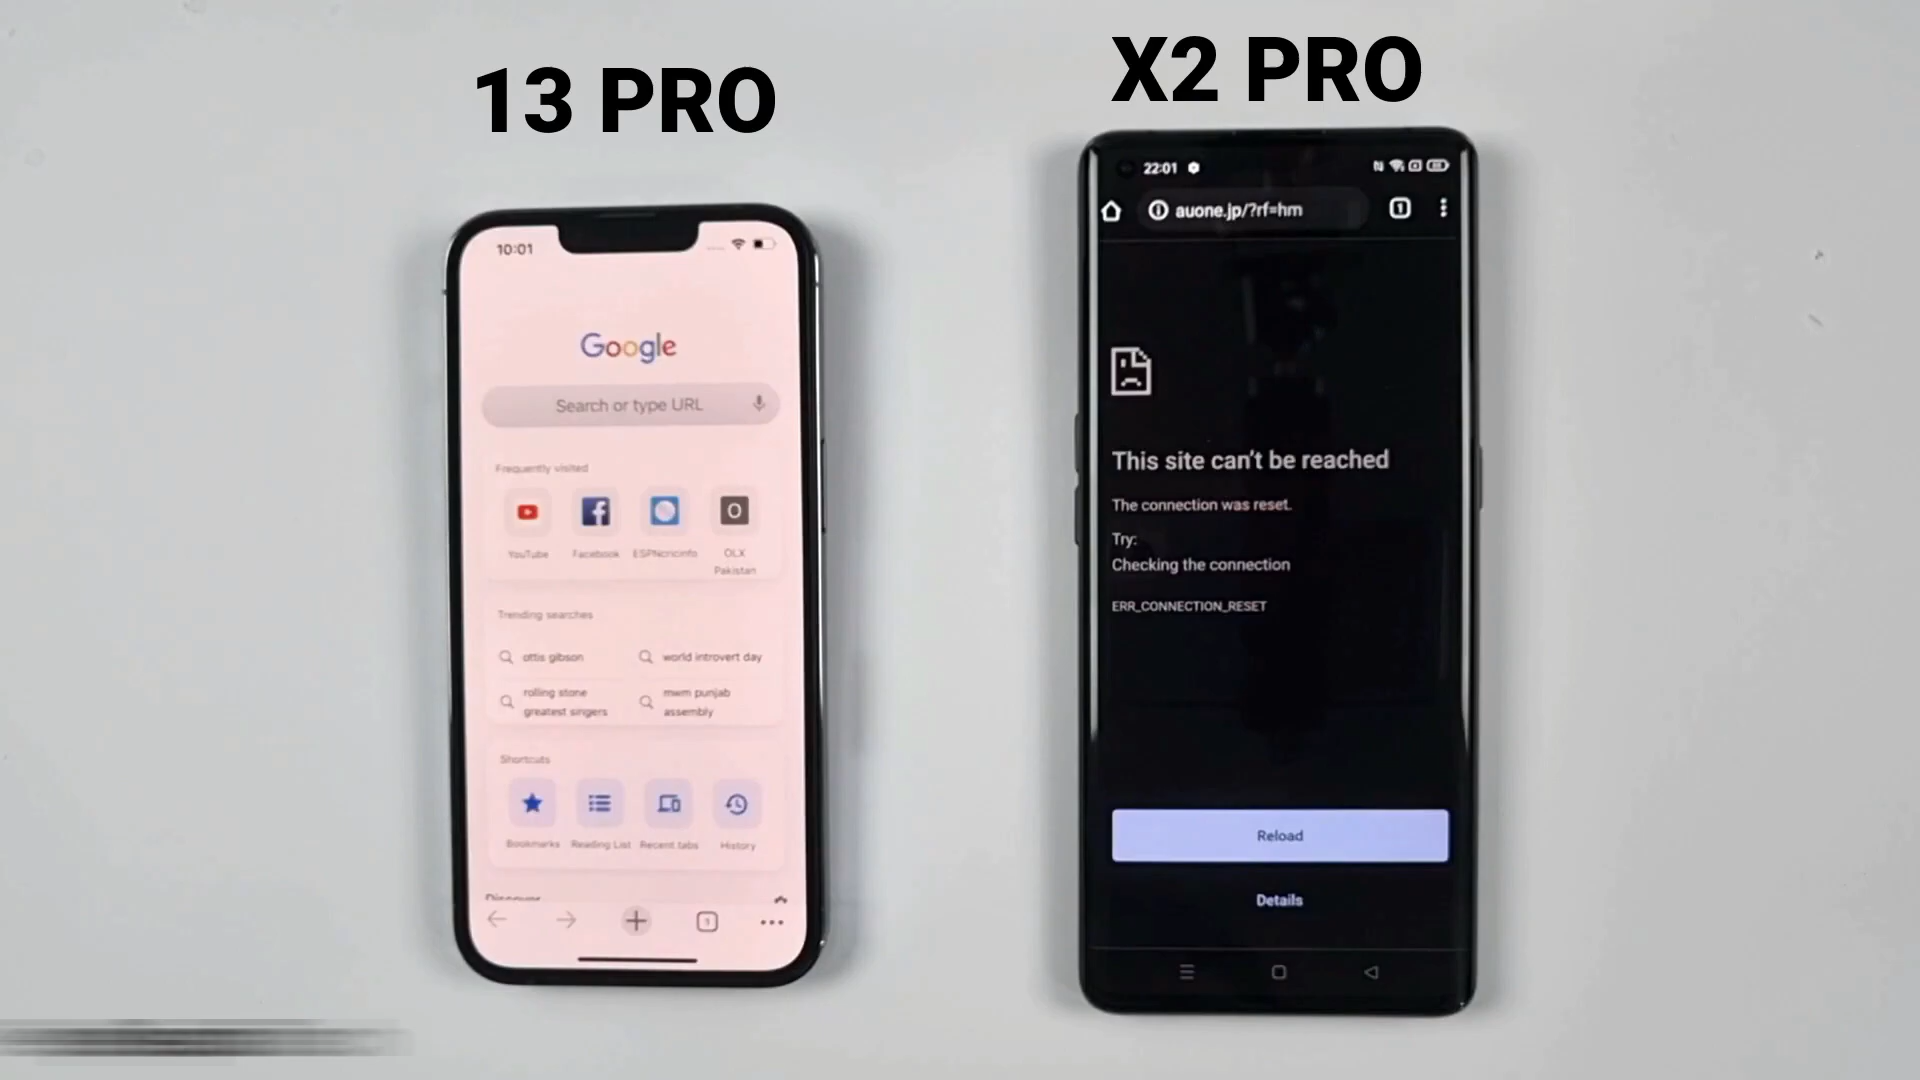 13 PRO
X2 PRO
10:01
Google
Search or type URL
Frequently visited
YouTube
Facebook
ESPNcricinfo
OLX
Pakistan
Trending searches
ottis gibson
world introvert day
rolling stone
greatest singers
mwm punjab
assembly
Shortcuts
Bookmarks
Reading List
Recent tabs
History
Discover
22:01
auone.jp/?rf=hm
1
This site can't be reached
The connection was reset.
Try:
Checking the connection
ERR_CONNECTION_RESET
Reload
Details